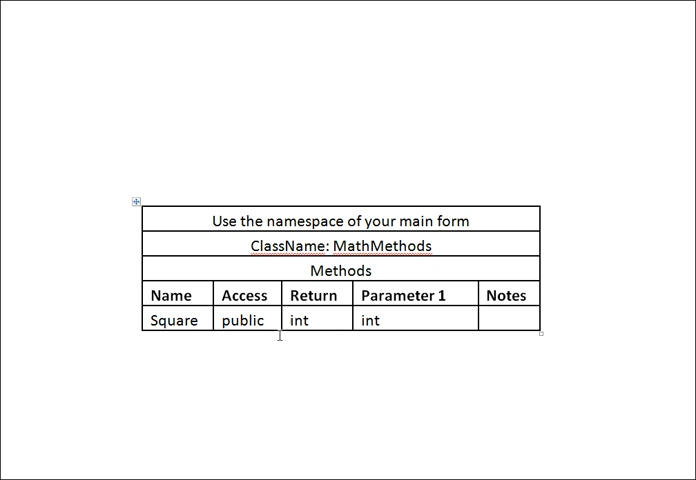 Use the namespace of your main form
ClassName: MathMethods
Methods
Name Access Return Parameter 1 Notes
Square public int int